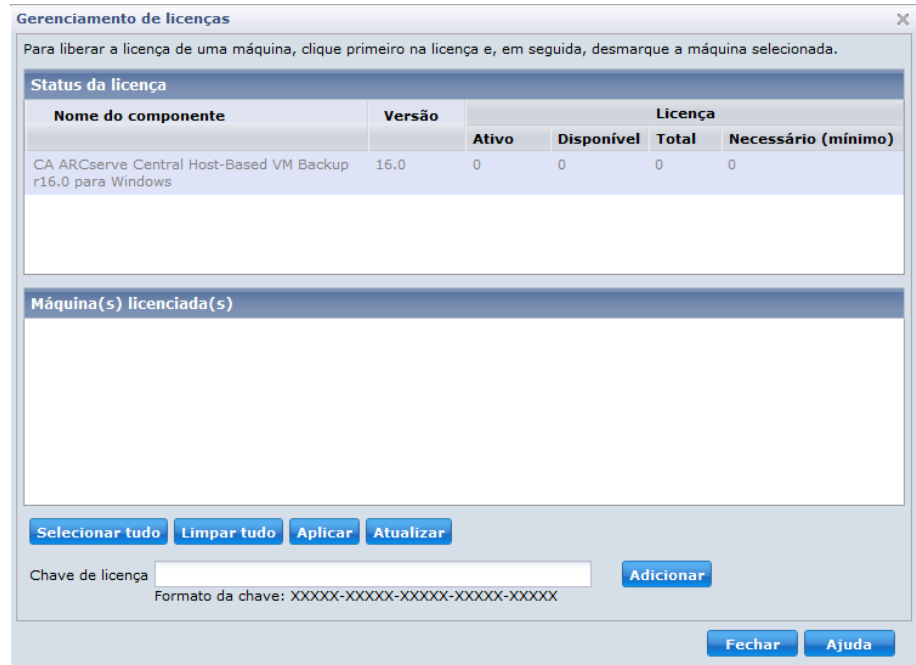 Gerenciamento de licenças
Para liberar a licença de uma máquina, clique primeiro na licença e, em seguida, desmarque a máquina selecionada.
Status da licença
Nome do componente Versão Licença
Ativo Disponível Total Necessário (mínimo)
CA ARCserve Central Host-Based VM Backup 16.0 0 0 0 0
r16.0 para Windows
Máquina(s) licenciada(s)
Selecionar tudo Limpar tudo Aplicar Atualizar
Chave de licença Adicionar
Formato da chave: XXXXX-XXXXX-XXXXX-XXXXX-XXXXX
Fechar Ajuda